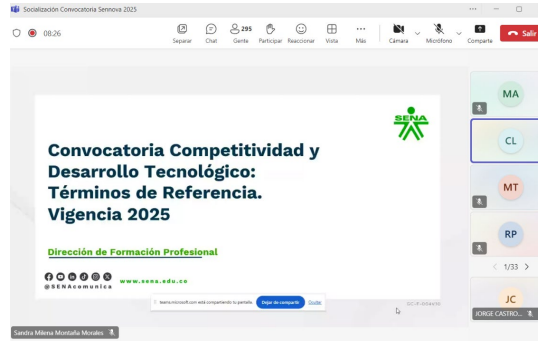 Socialización Convocatoria Sennova 2025
08:26
Separar
Chat
295
Gente
Participar
Reaccionar
Vista
Más
Cámara
Micrófono
Comparte
Salir
SENA
Convocatoria Competitividad y
Desarrollo Tecnológico:
Términos de Referencia.
Vigencia 2025
Dirección de Formación Profesional
@SENAcomunica
www.sena.edu.co
teams.microsoft.com está compartiendo tu pantalla.
Dejar de compartir
Ocultar
MA
CL
MT
RP
1/33
JC
JORGE CASTRO...
Sandra Milena Montaña Morales